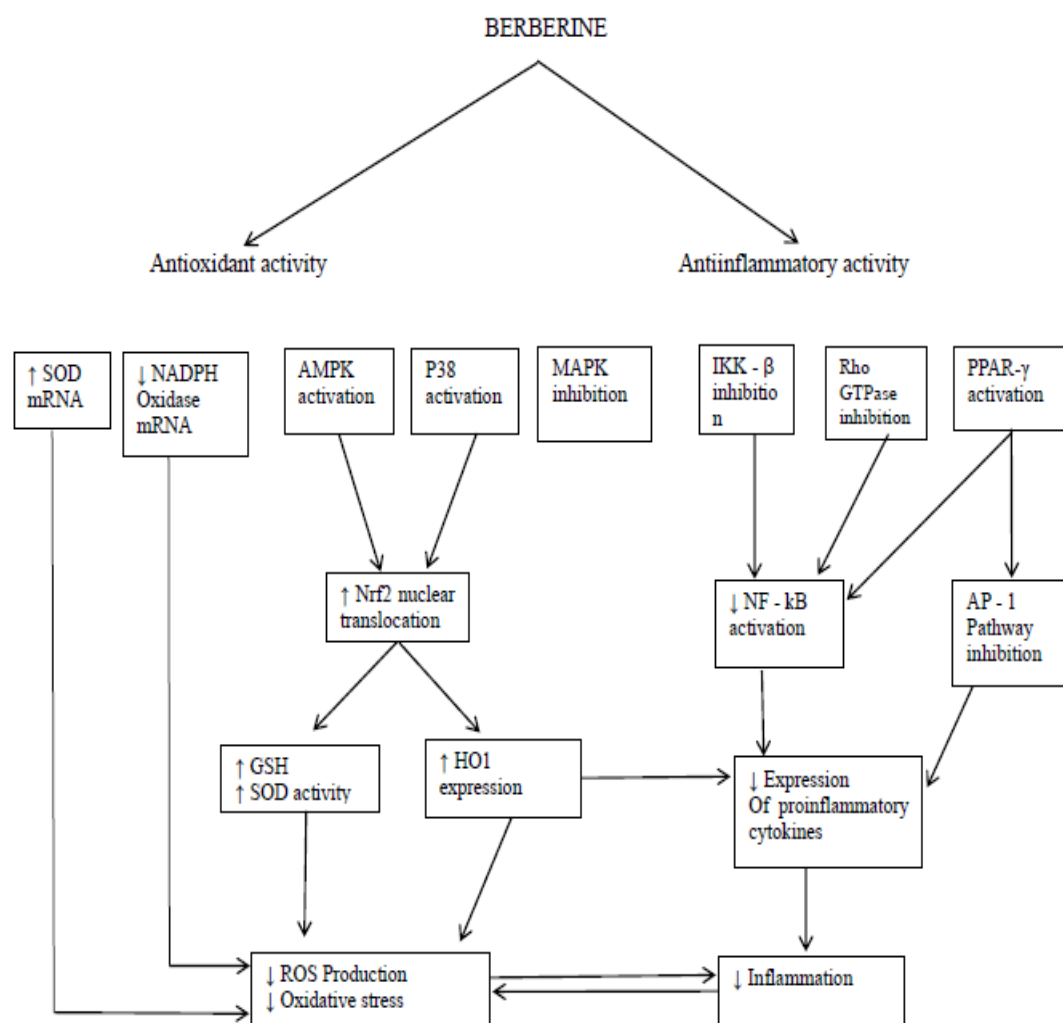 BERBERINE
Antioxidant activity
Antiinflammatory activity
↑ SOD
mRNA
↓ NADPH
Oxidase
mRNA
AMPK
activation
P38
activation
MAPK
inhibition
IKK - β
inhibitio
n
Rho
GTPase
inhibition
PPAR-γ
activation
↑ Nrf2 nuclear
translocation
↓ NF - kB
activation
AP - 1
Pathway
inhibition
↑ GSH
↑ SOD activity
↑ HO1
expression
↓ Expression
Of proinflammatory
cytokines
↓ ROS Production
↓ Oxidative stress
↓ Inflammation